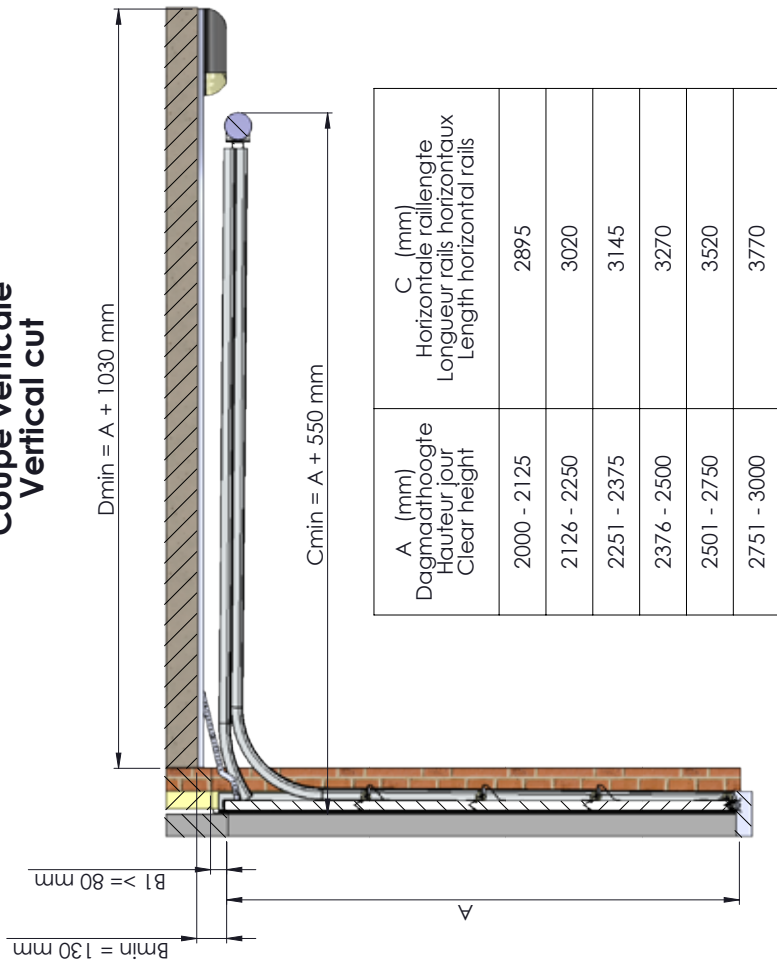 Vertical cut
Dmin = A + 1030 mm
Cmin = A + 550 mm
B1 >= 80 mm
Bmin = 130 mm
A
A (mm)
Dagmaathoogte
Hauteur jour
Clear height
C (mm)
Horizontale raillengte
Longueur rails horizontaux
Length horizontal rails
2000 - 2125 2895
2126 - 2250 3020
2251 - 2375 3145
2376 - 2500 3270
2501 - 2750 3520
2751 - 3000 3770